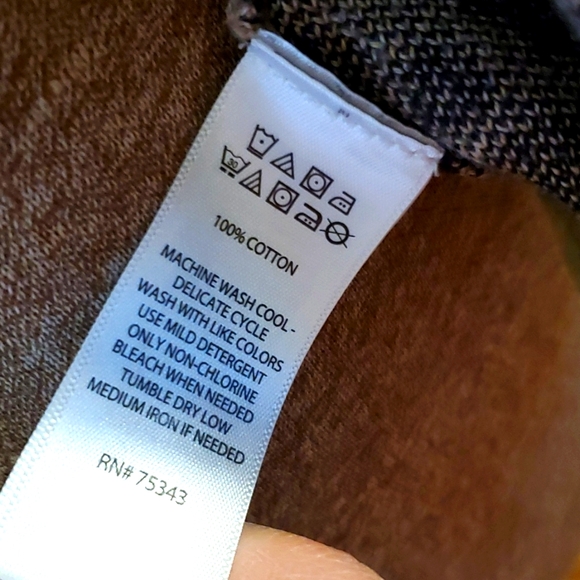 30
100% COTTON
MACHINE WASH COOL-
DELICATE CYCLE
WASH WITH LIKE COLORS
USE MILD DETERGENT
ONLY NON-CHLORINE
BLEACH WHEN NEEDED
TUMBLE DRY LOW
MEDIUM IRON IF NEEDED
RN# 75343